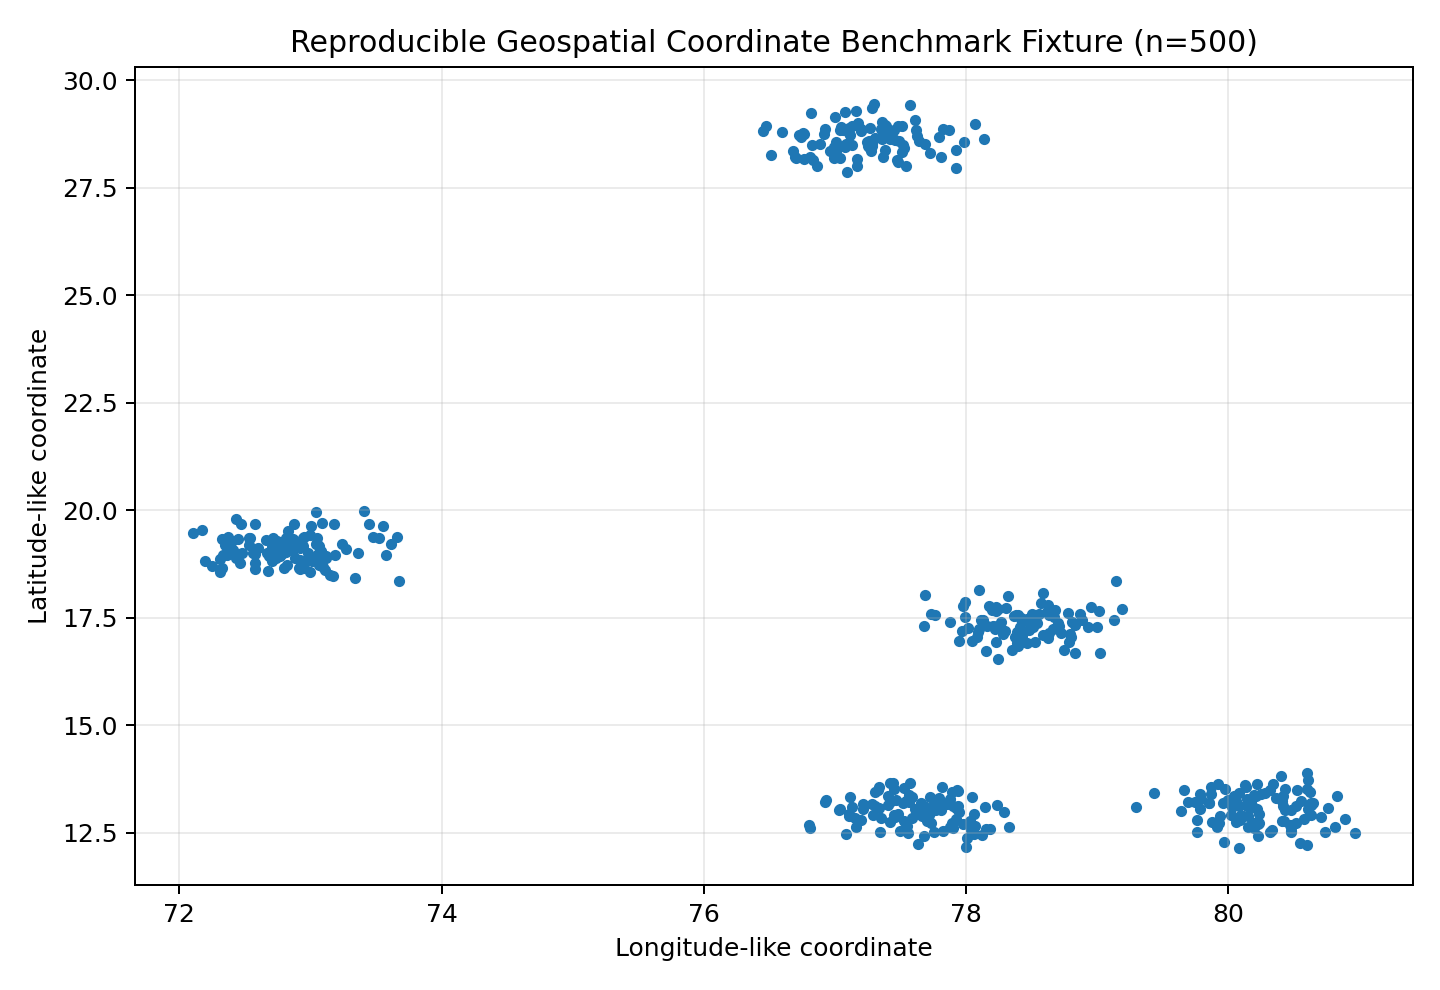 Reproducible Geospatial Coordinate Benchmark Fixture (n=500)
30.0
27.5
25.0
22.5
20.0
17.5
15.0
12.5
Latitude-like coordinate
72 74 76 78 80
Longitude-like coordinate